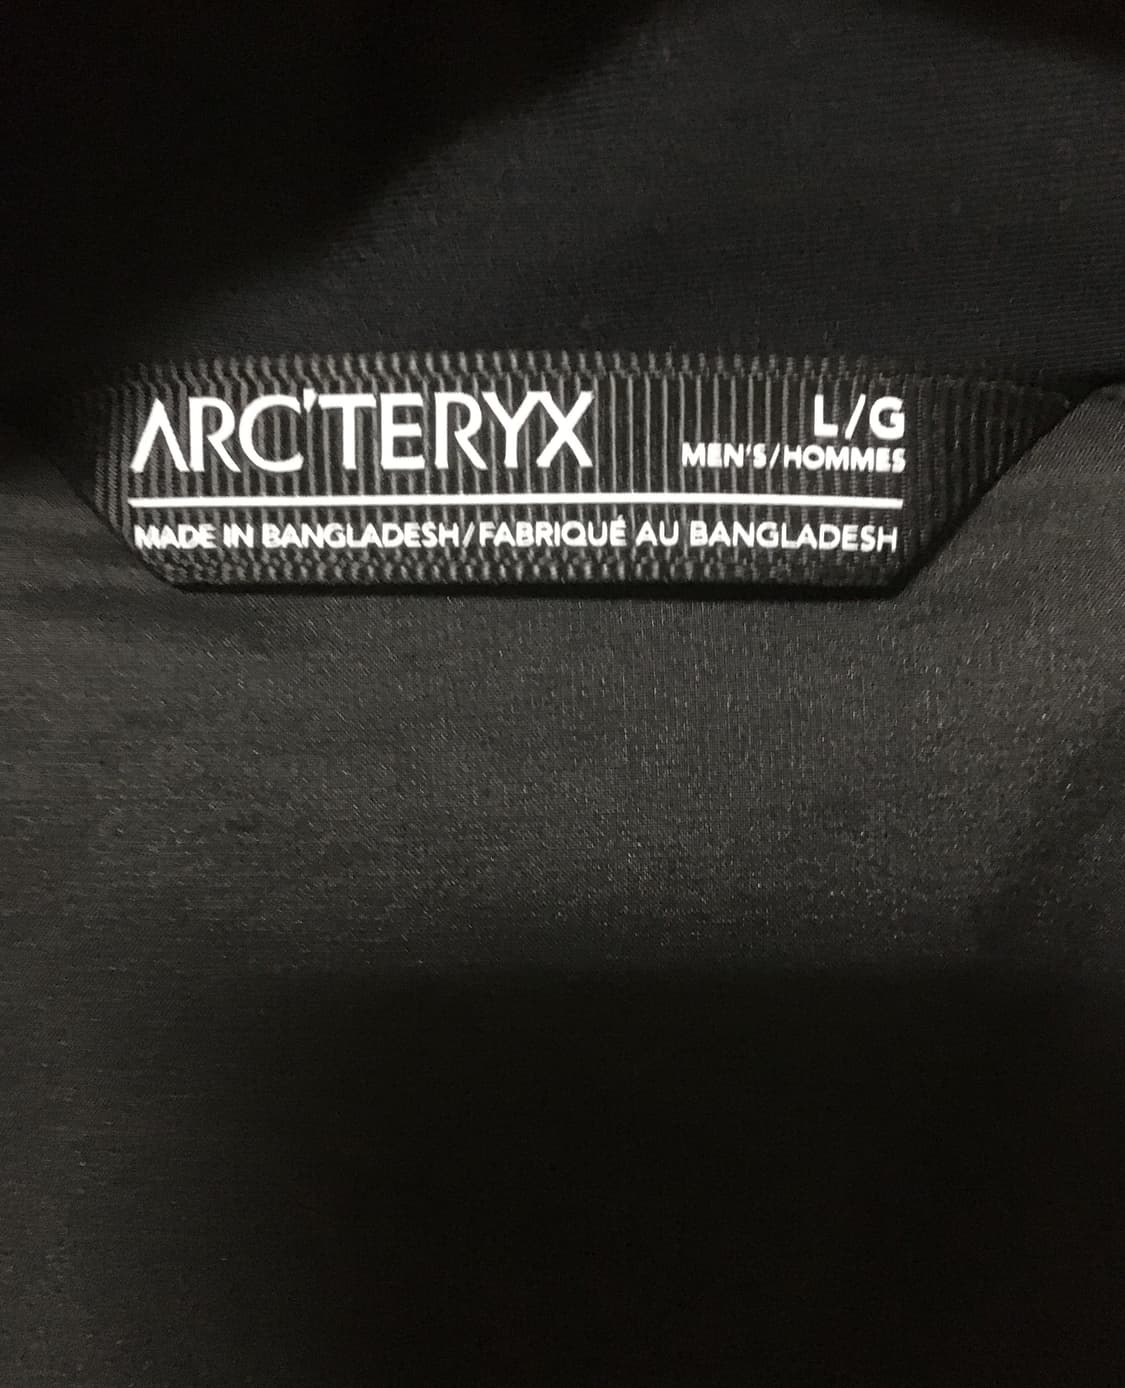 ARC'TERYX
L/G
MEN'S/HOMMES
MADE IN BANGLADESH/FABRIQUÉ AU BANGLADESH